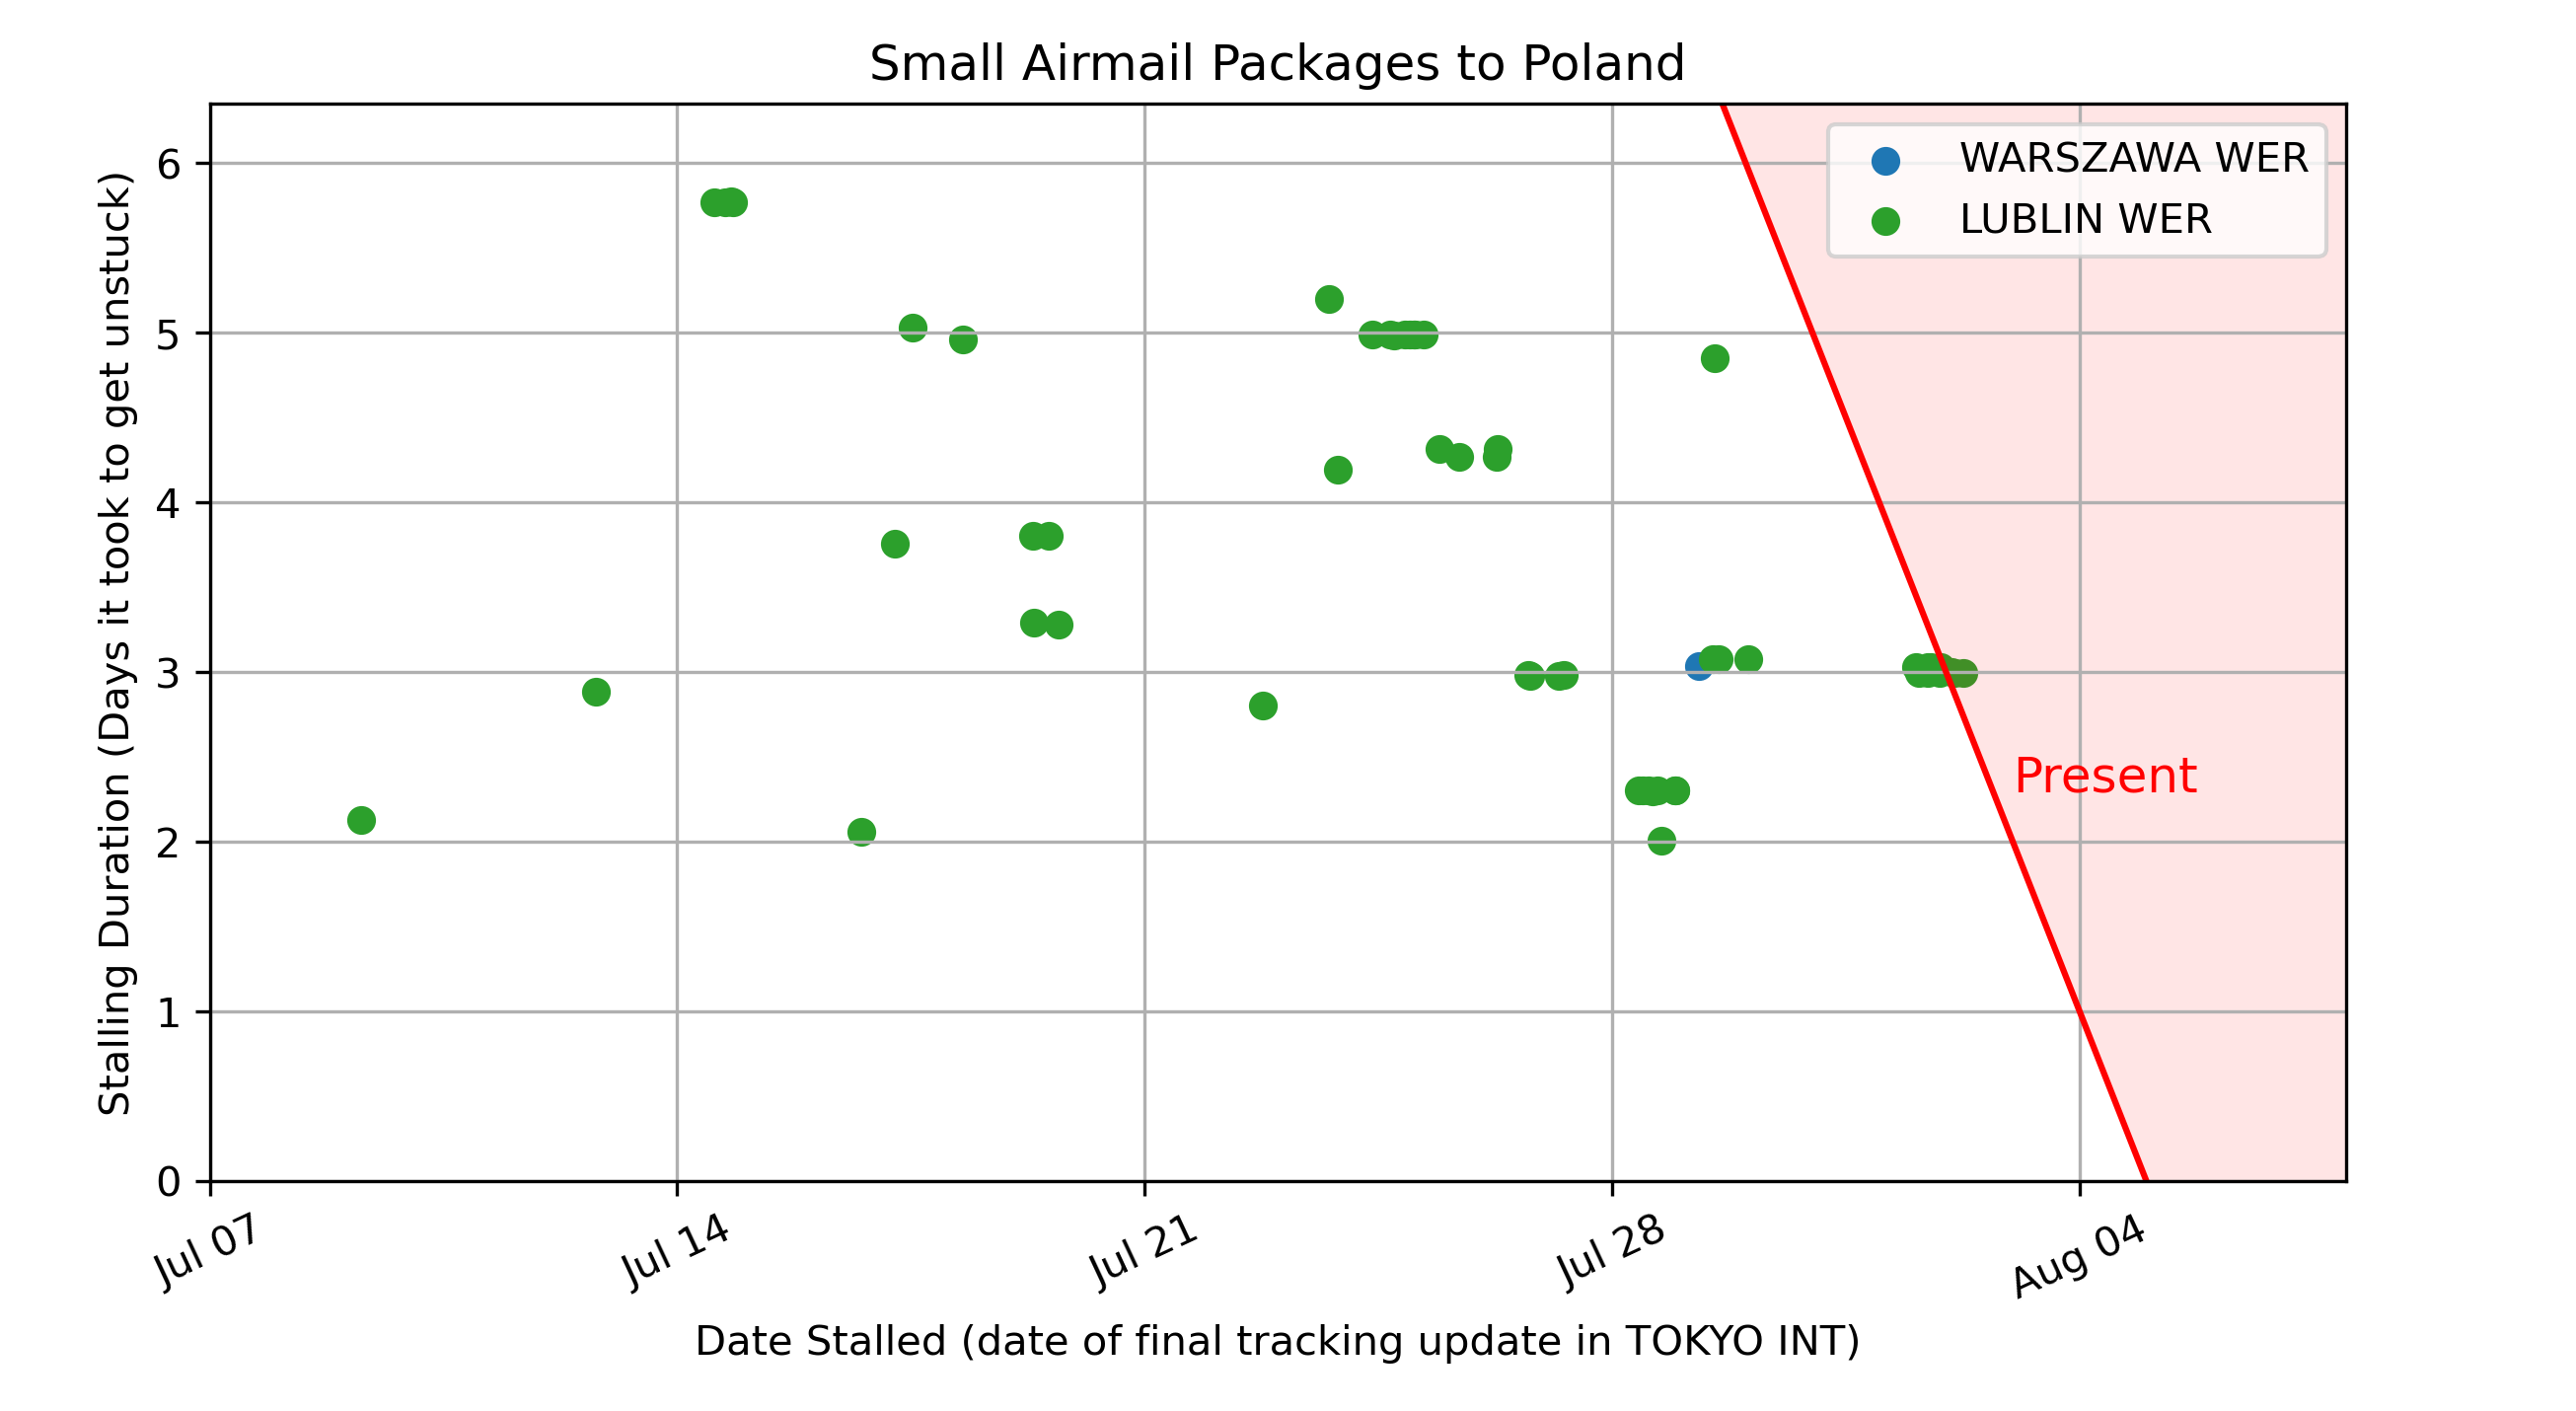 Small Airmail Packages to Poland
WARSZAWA WER
LUBLIN WER
Stalling Duration (Days it took to get unstuck)
6
5
4
3
2
1
0
Present
Jul 07
Jul 14
Jul 21
Jul 28
Aug 04
Date Stalled (date of final tracking update in TOKYO INT)